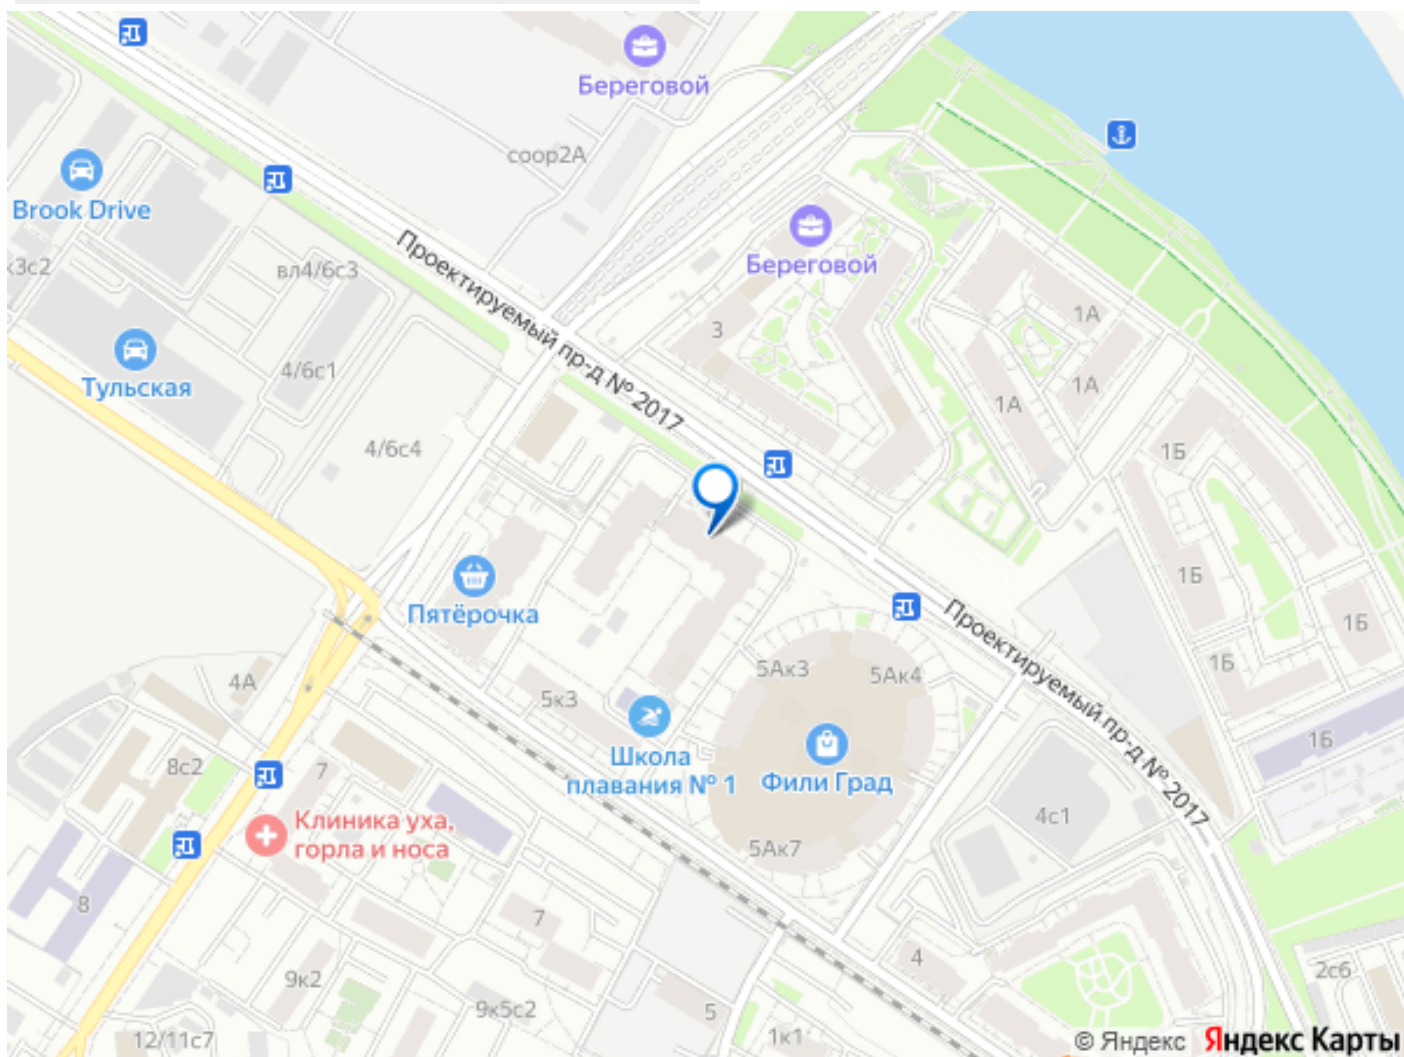 Береговой
соор2А
Brook Drive
к3с2
вл4/6с3
Проектируемый пр-д № 2017
Береговой
3
1А
1А
1А
Тульская
4/6с1
4/6с4
1Б
1Б
1Б
1Б
Пятёрочка
Проектируемый пр-д № 2017
5Ак3
5Ак4
4А
5к3
Школа
плавания № 1
Фили Град
1Б
8с2
7
Клиника уха,
горла и носа
4с1
5Ак7
8
7
4
2с6
9к2
9к5с2
5
12/11с7
1к1
© Яндекс Яндекс Карты